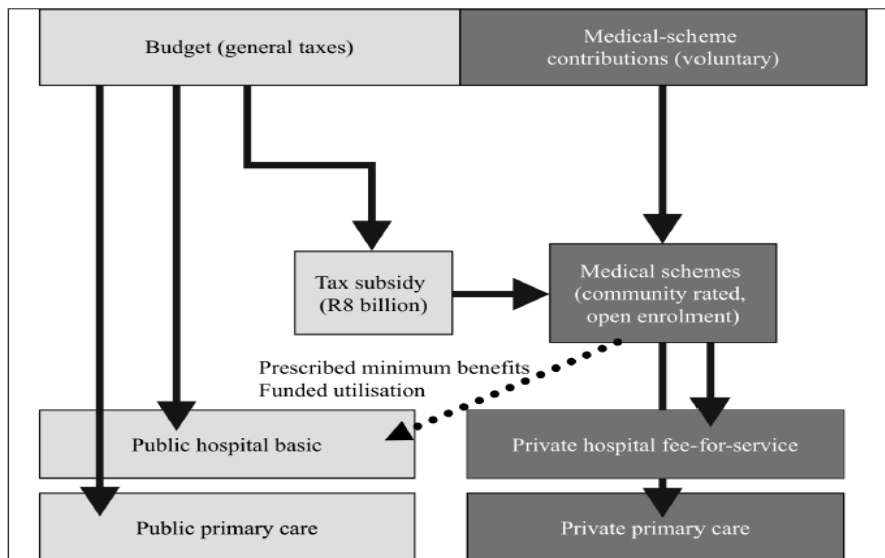 Budget (general taxes)
Medical-scheme
contributions (voluntary)
Tax subsidy
(R8 billion)
Medical schemes
(community rated,
open enrolment)
Prescribed minimum benefits
Funded utilisation
Public hospital basic
Private hospital fee-for-service
Public primary care
Private primary care